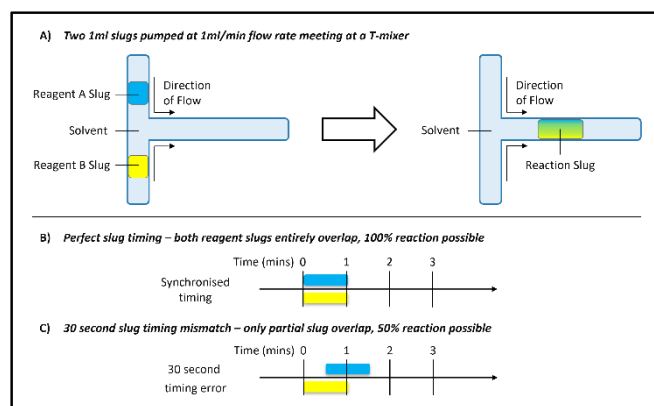 A) Two 1ml slugs pumped at 1ml/min flow rate meeting at a T-mixer
Reagent A Slug
Direction
of Flow
Solvent
Reagent B Slug
Direction
of Flow
Solvent
Reaction Slug
B) Perfect slug timing – both reagent slugs entirely overlap, 100% reaction possible
Time (mins) 0 1 2 3
Synchronised
timing
C) 30 second slug timing mismatch – only partial slug overlap, 50% reaction possible
Time (mins) 0 1 2 3
30 second
timing error